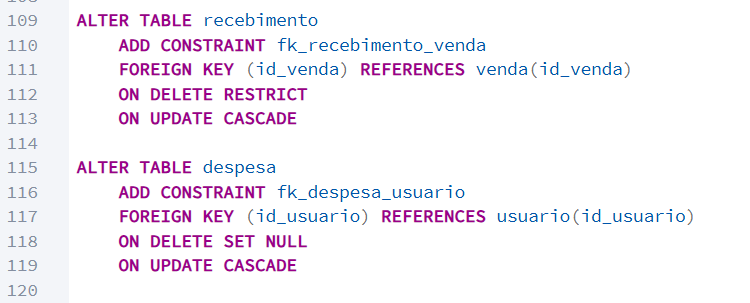 109 ALTER TABLE recebimento
110 ADD CONSTRAINT fk_recebimento_venda
111 FOREIGN KEY (id_venda) REFERENCES venda(id_venda)
112 ON DELETE RESTRICT
113 ON UPDATE CASCADE
114
115 ALTER TABLE despesa
116 ADD CONSTRAINT fk_despesa_usuario
117 FOREIGN KEY (id_usuario) REFERENCES usuario(id_usuario)
118 ON DELETE SET NULL
119 ON UPDATE CASCADE
120